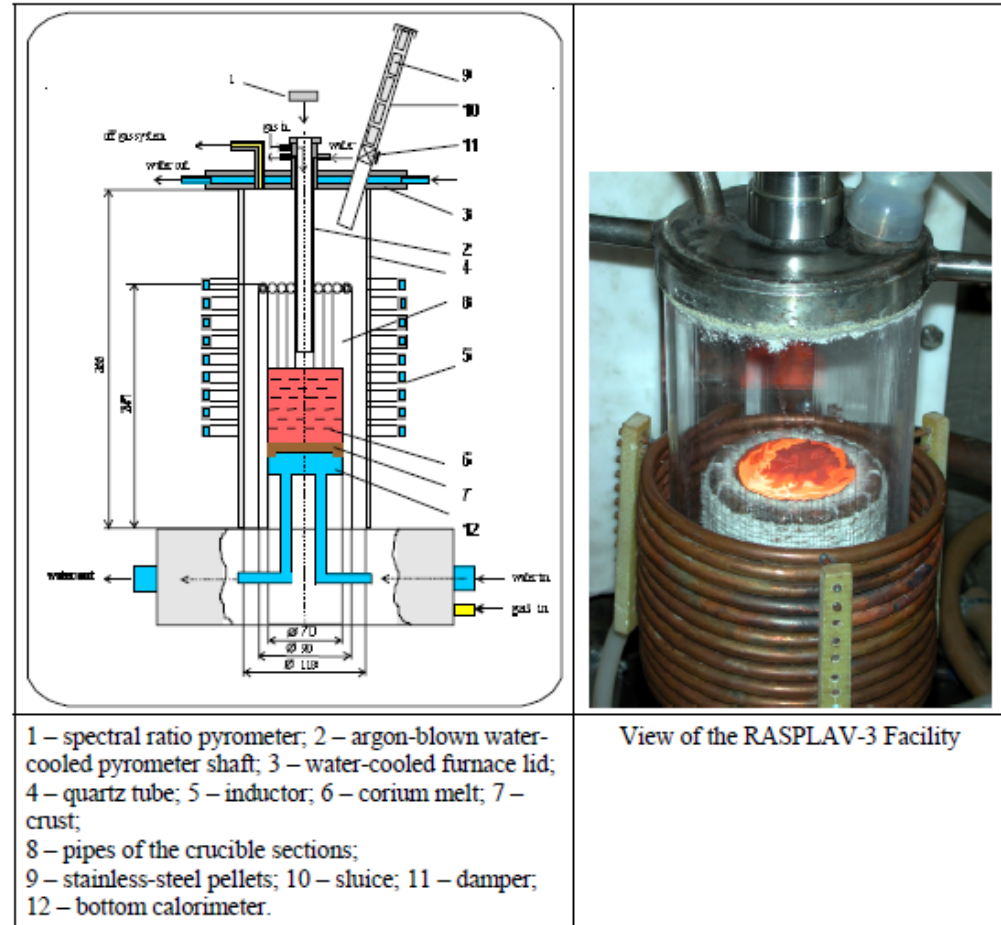 1
9
10
11
gas in
off gas system
water out
water
3
2
4
8
5
6
7
12
water out
water in
gas in
Ø 70
Ø 90
1 – spectral ratio pyrometer; 2 – argon-blown water-
cooled pyrometer shaft; 3 – water-cooled furnace lid;
4 – quartz tube; 5 – inductor; 6 – corium melt; 7 –
crust;
8 – pipes of the crucible sections;
9 – stainless-steel pellets; 10 – sluice; 11 – damper;
12 – bottom calorimeter.
View of the RASPLAV-3 Facility